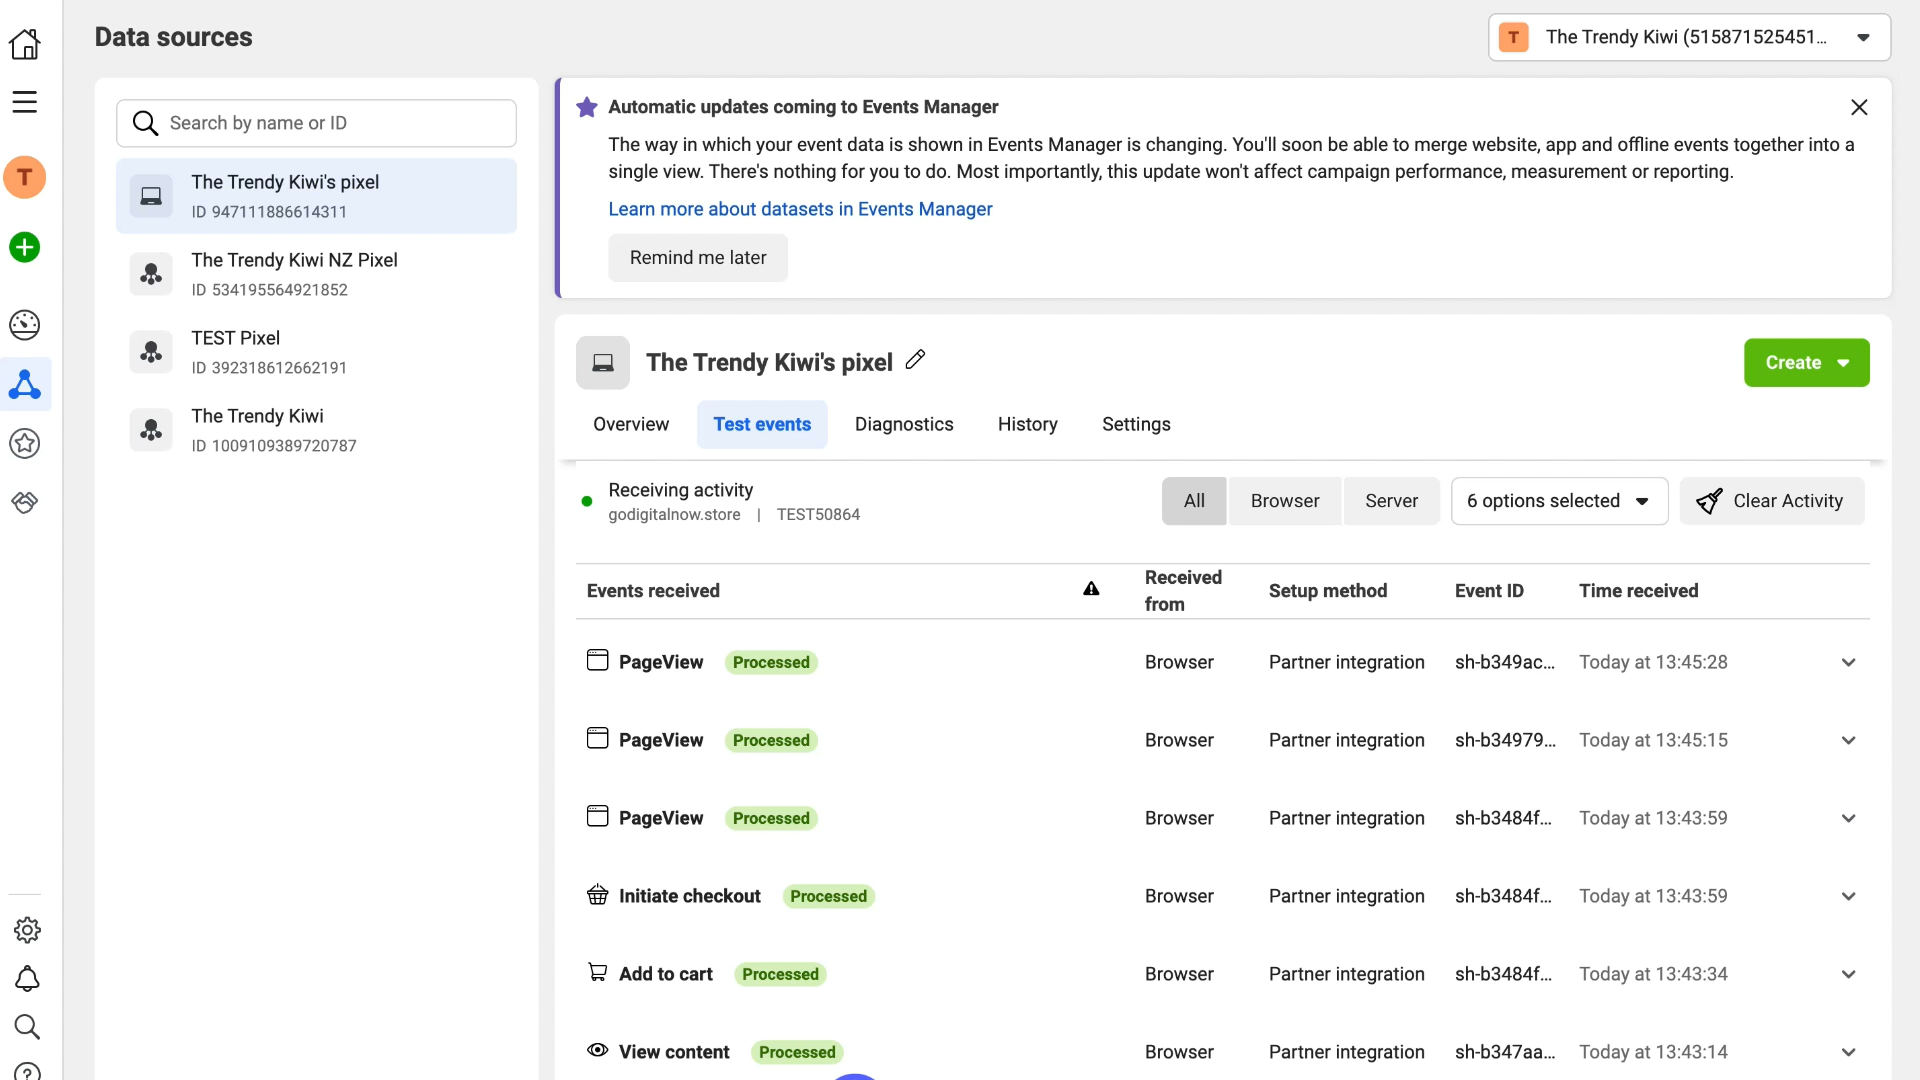 Data sources
T The Trendy Kiwi (515871525451...
T
Search by name or ID
The Trendy Kiwi's pixel
ID 947111886614311
The Trendy Kiwi NZ Pixel
ID 534195564921852
TEST Pixel
ID 392318612662191
The Trendy Kiwi
ID 1009109389720787
Automatic updates coming to Events Manager
The way in which your event data is shown in Events Manager is changing. You'll soon be able to merge website, app and offline events together into a
single view. There's nothing for you to do. Most importantly, this update won't affect campaign performance, measurement or reporting.
Learn more about datasets in Events Manager
Remind me later
The Trendy Kiwi's pixel
Create
Overview Test events Diagnostics History Settings
Receiving activity
godigitalnow.store | TEST50864
All Browser Server 6 options selected Clear Activity
Events received Received from Setup method Event ID Time received
PageView Processed Browser Partner integration sh-b349ac... Today at 13:45:28
PageView Processed Browser Partner integration sh-b34979... Today at 13:45:15
PageView Processed Browser Partner integration sh-b3484f... Today at 13:43:59
Initiate checkout Processed Browser Partner integration sh-b3484f... Today at 13:43:59
Add to cart Processed Browser Partner integration sh-b3484f... Today at 13:43:34
View content Processed Browser Partner integration sh-b347aa... Today at 13:43:14